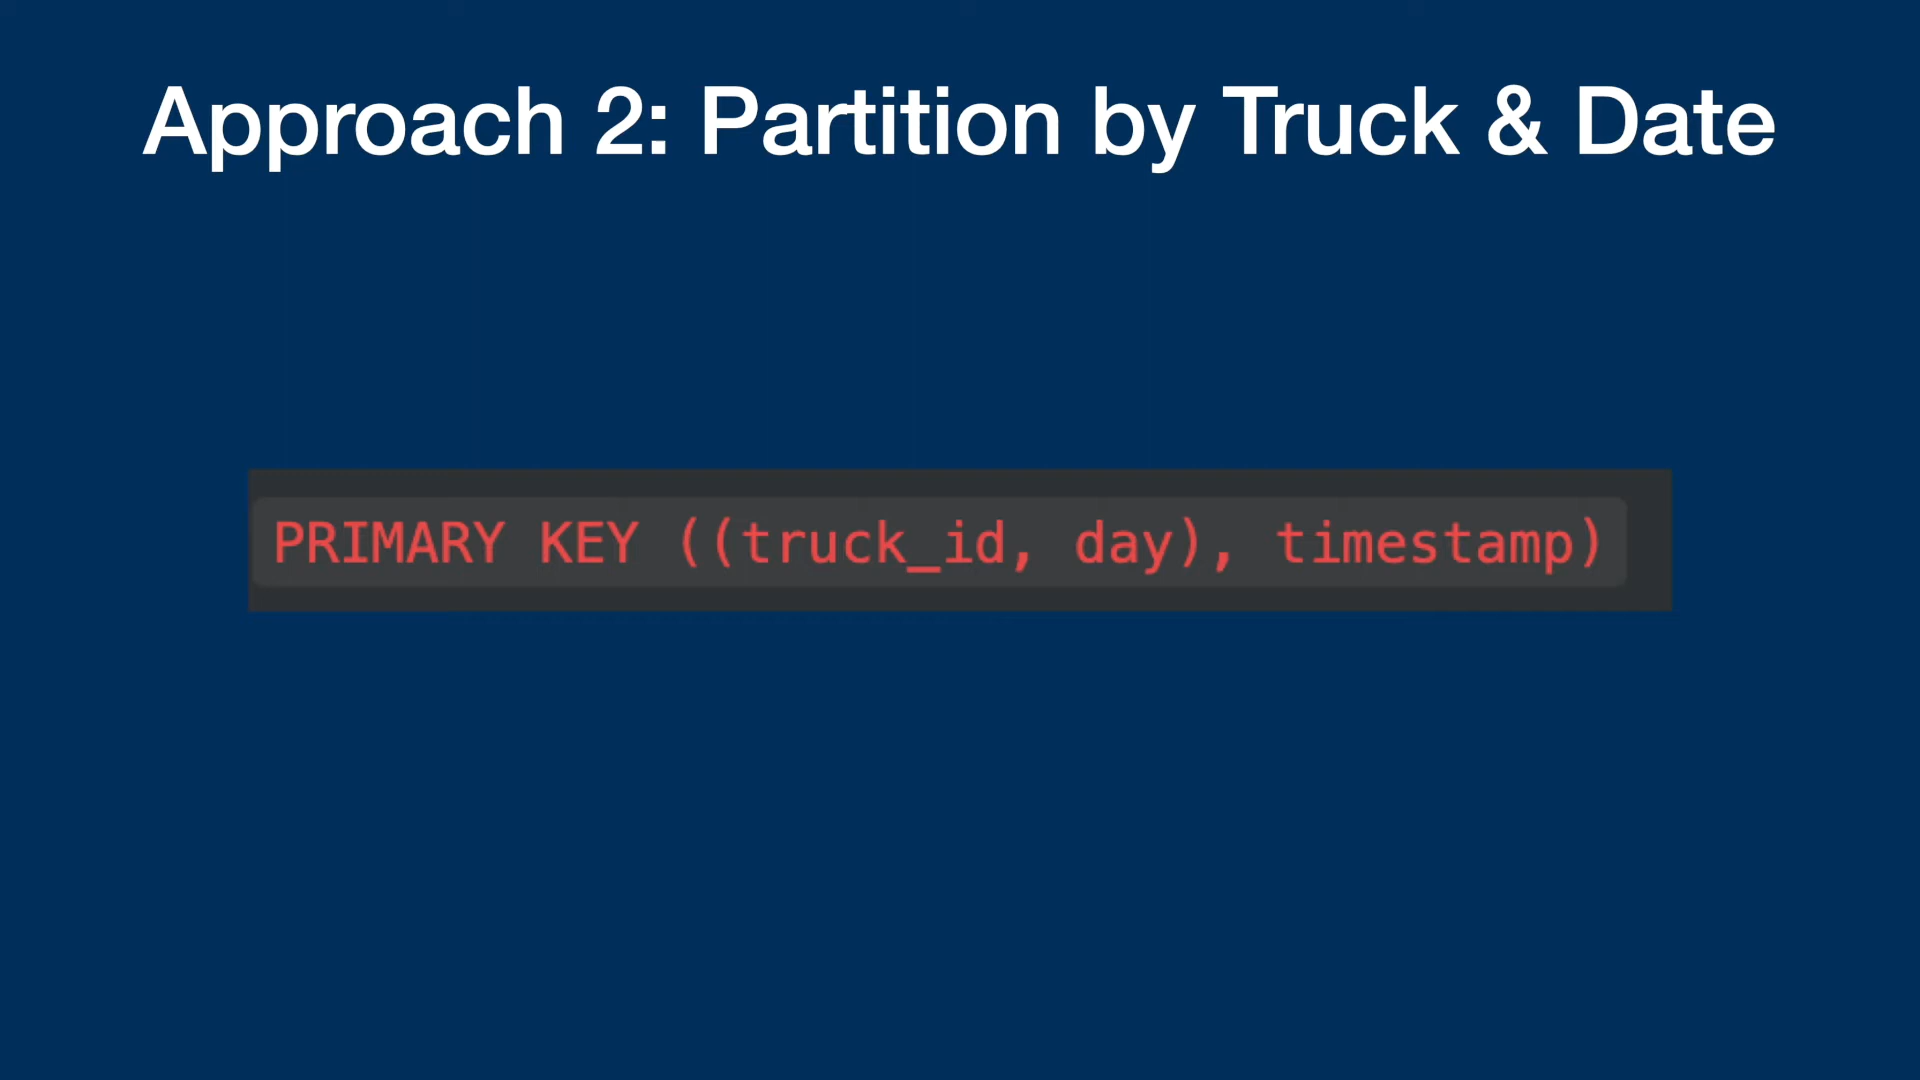 Approach 2: Partition by Truck & Date
PRIMARY KEY ((truck_id, day), timestamp)